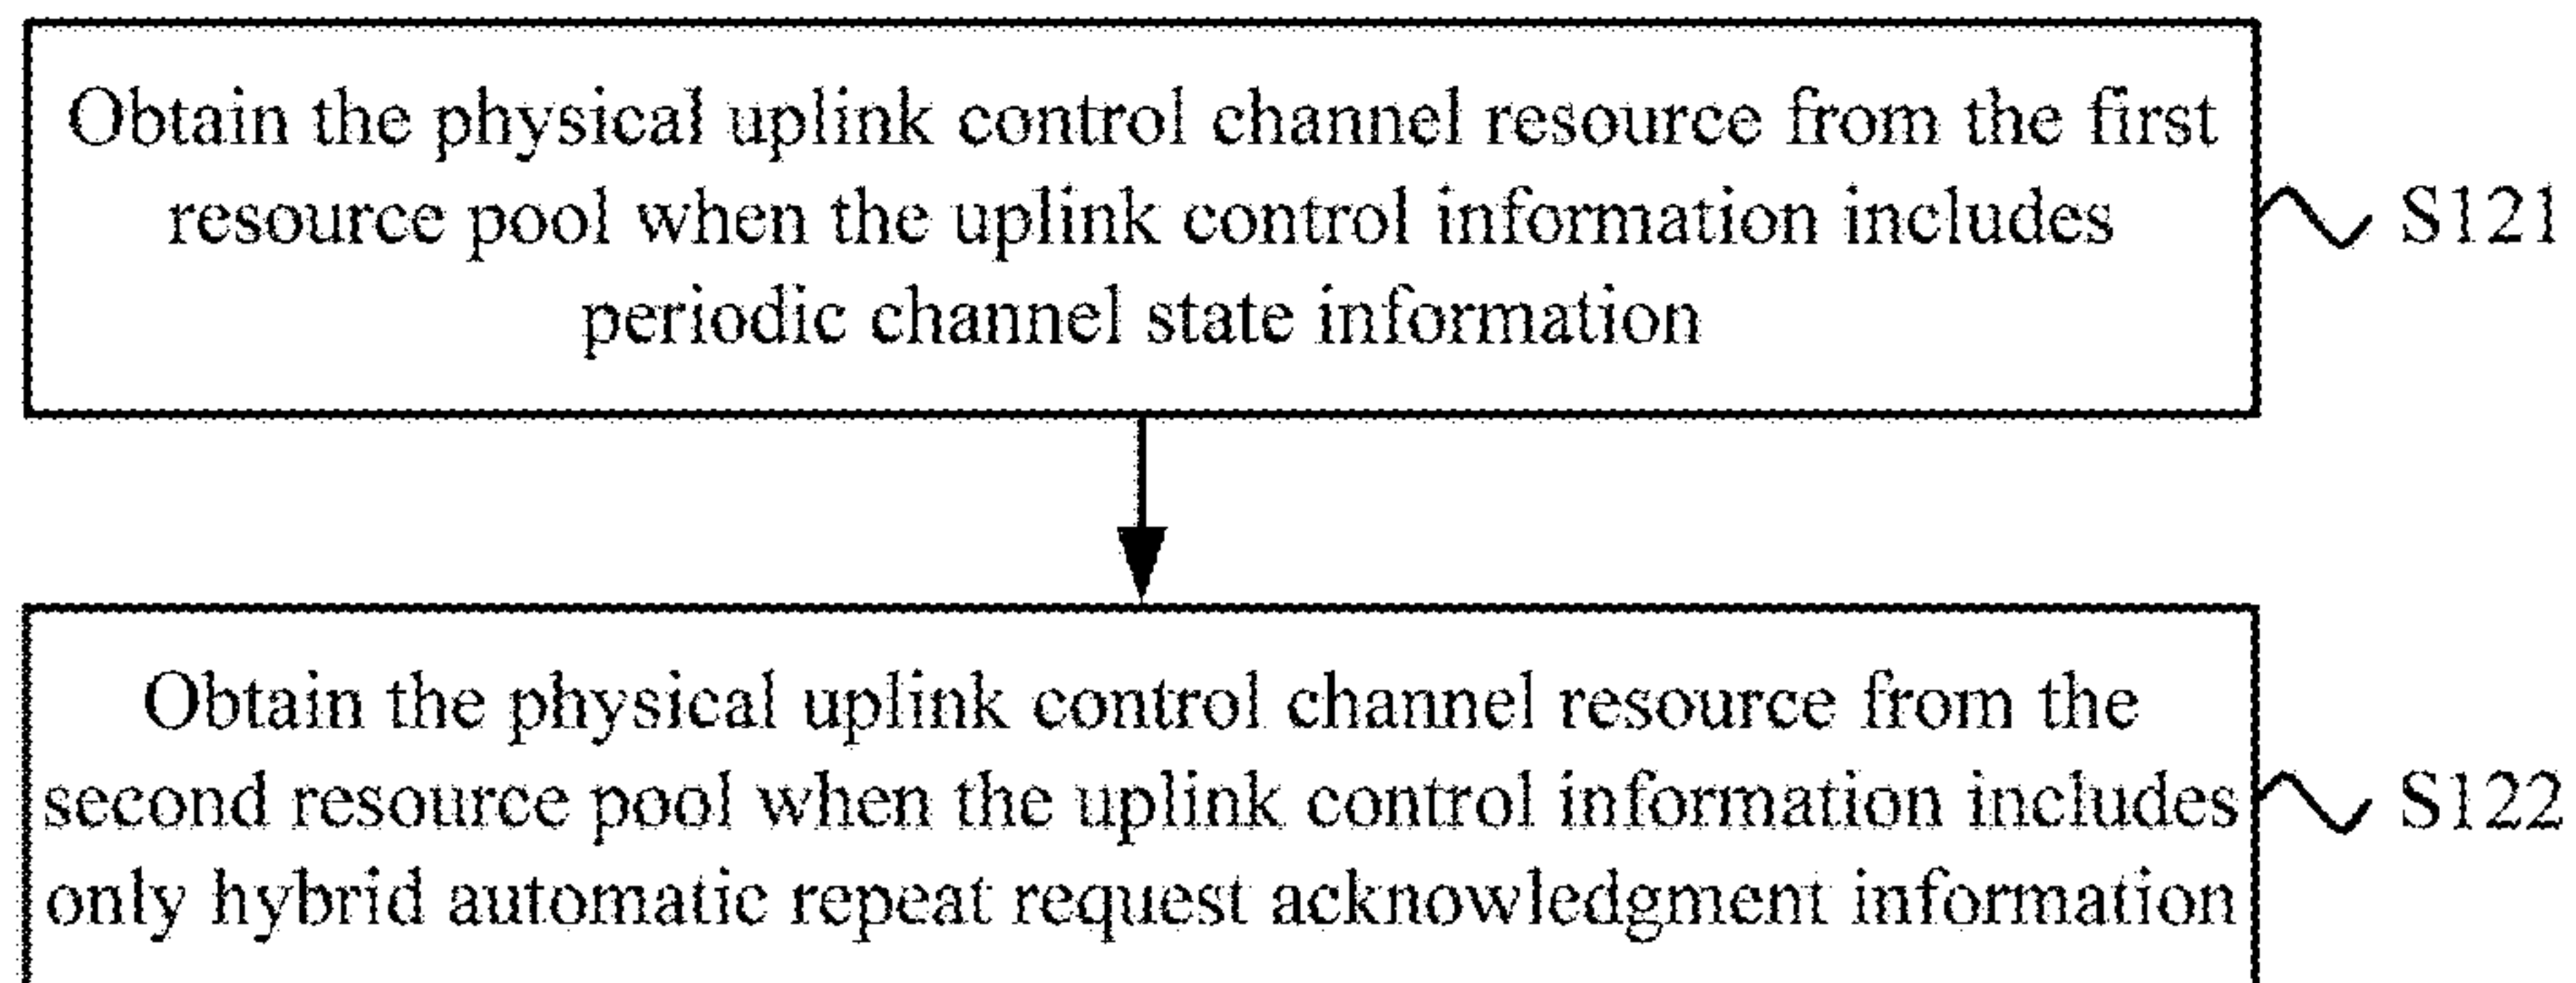 Obtain the physical uplink control channel resource from the first
resource pool when the uplink control information includes
periodic channel state information
S121
Obtain the physical uplink control channel resource from the
second resource pool when the uplink control information includes
only hybrid automatic repeat request acknowledgment information
S122